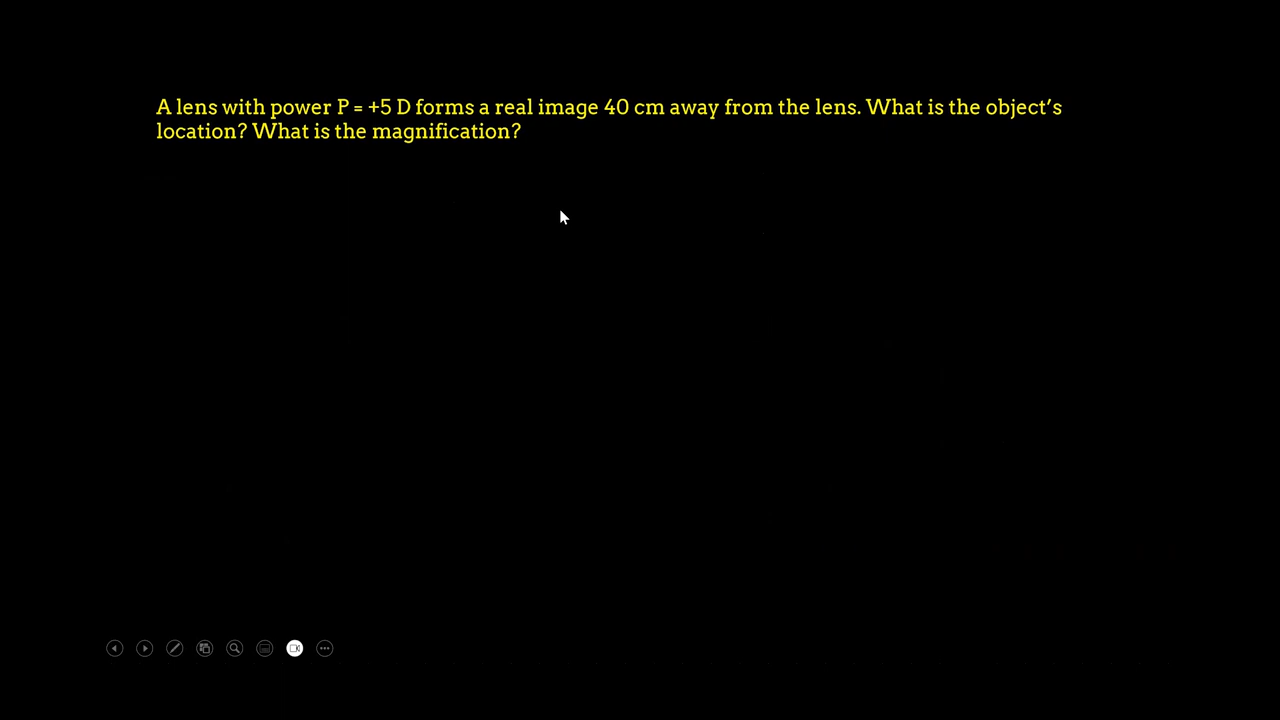 A lens with power P = +5 D forms a real image 40 cm away from the lens. What is the object’s
location? What is the magnification?